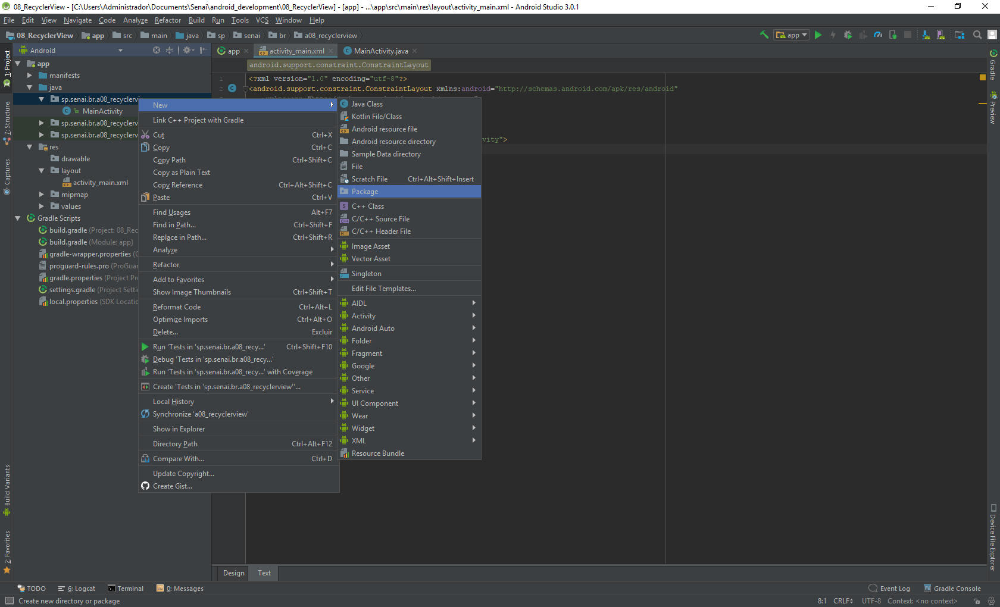 08_RecyclerView - [C:\Users\Administrador\Documents\Senai\android_development\08_RecyclerView] - [app] - ...\app\src\main\res\layout\activity_main.xml - Android Studio 3.0.1
File Edit View Navigate Code Analyze Refactor Build Run Tools VCS Window Help
08_RecyclerView app src main java sp senai br a08_recyclerview
app
Android
app activity_main.xml MainActivity.java
android.support.constraint.ConstraintLayout
1 <?xml version="1.0" encoding="utf-8"?>
2 <android.support.constraint.ConstraintLayout xmlns:android="http://schemas.android.com/apk/res/android"
vity">
1: Project
7: Structure
Captures
Build Variants
2: Favorites
app
manifests
java
sp.senai.br.a08_recyclervi
MainActivity
sp.senai.br.a08_recyclerv
sp.senai.br.a08_recyclerv
res
drawable
layout
activity_main.xml
mipmap
values
Gradle Scripts
build.gradle (Project: 08_Rec
build.gradle (Module: app)
gradle-wrapper.properties (G
proguard-rules.pro (ProGuar
gradle.properties (Project Pr
settings.gradle (Project Setti
local.properties (SDK Locatio
New
Link C++ Project with Gradle
Cut Ctrl+X
Copy Ctrl+C
Copy Path Ctrl+Shift+C
Copy as Plain Text
Copy Reference Ctrl+Alt+Shift+C
Paste Ctrl+V
Find Usages Alt+F7
Find in Path... Ctrl+Shift+F
Replace in Path... Ctrl+Shift+R
Analyze
Refactor
Add to Favorites
Show Image Thumbnails Ctrl+Shift+T
Reformat Code Ctrl+Alt+L
Optimize Imports Ctrl+Alt+O
Delete... Excluir
Run 'Tests in 'sp.senai.br.a08_recy...' Ctrl+Shift+F10
Debug 'Tests in 'sp.senai.br.a08_recy...'
Run 'Tests in 'sp.senai.br.a08_recy...' with Coverage
Create 'Tests in 'sp.senai.br.a08_recyclerview''...
Local History
Synchronize 'a08_recyclerview'
Show in Explorer
Directory Path Ctrl+Alt+F12
Compare With... Ctrl+D
Update Copyright...
Create Gist...
Java Class
Kotlin File/Class
Android resource file
Android resource directory
Sample Data directory
File
Scratch File Ctrl+Alt+Shift+Insert
Package
C++ Class
C/C++ Source File
C/C++ Header File
Image Asset
Vector Asset
Singleton
Edit File Templates...
AIDL
Activity
Android Auto
Folder
Fragment
Google
Other
Service
UI Component
Wear
Widget
XML
Resource Bundle
Gradle
Preview
Device File Explorer
Design Text
TODO 6: Logcat Terminal 0: Messages Event Log Gradle Console
Create new directory or package 8:1 CRLF UTF-8 Context: <no context>